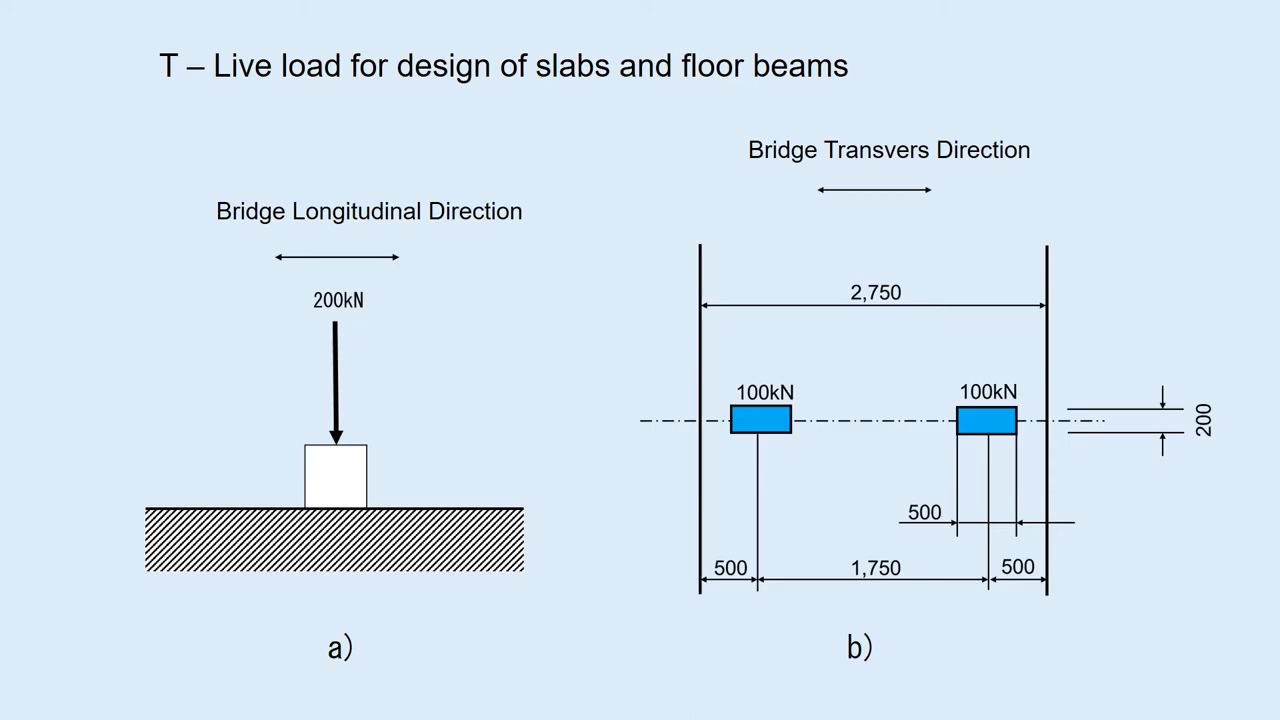 T – Live load for design of slabs and floor beams
Bridge Transvers Direction
Bridge Longitudinal Direction
200kN
2,750
100kN
100kN
200
500
500
1,750
500
a)
b)